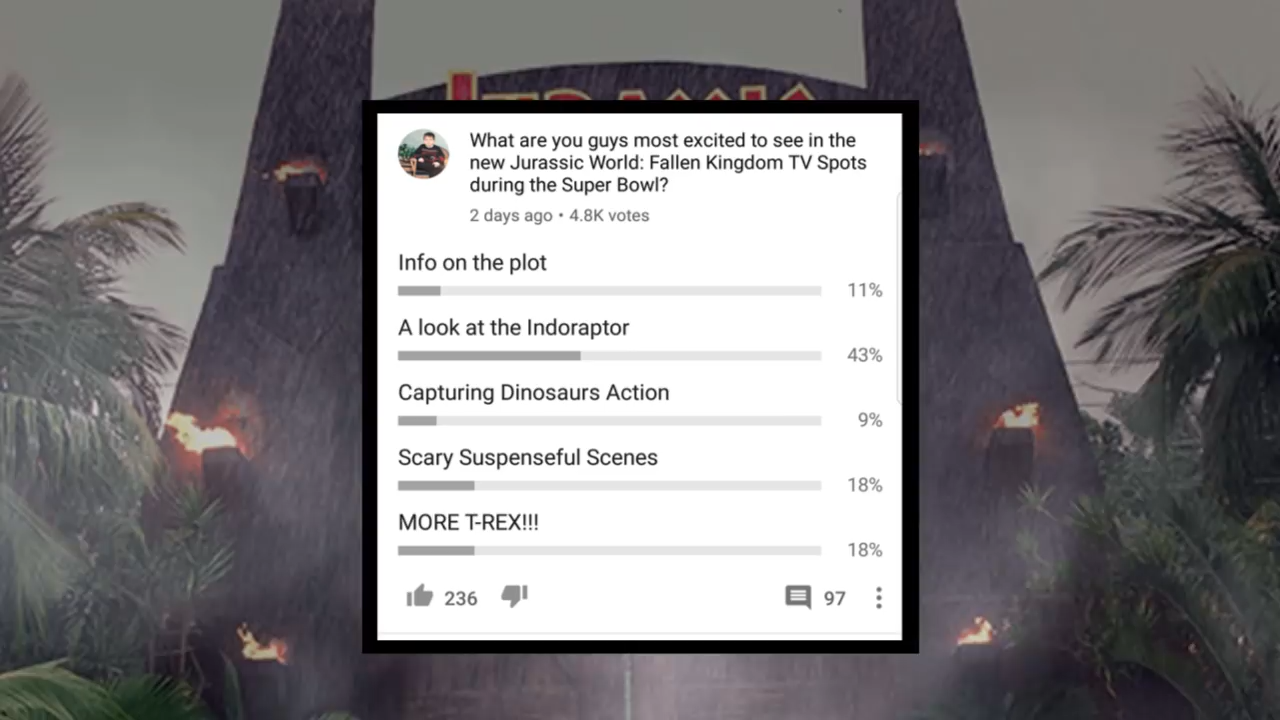 What are you guys most excited to see in the
new Jurassic World: Fallen Kingdom TV Spots
during the Super Bowl?
2 days ago • 4.8K votes
Info on the plot
11%
A look at the Indoraptor
43%
Capturing Dinosaurs Action
9%
Scary Suspenseful Scenes
18%
MORE T-REX!!!
18%
236
97